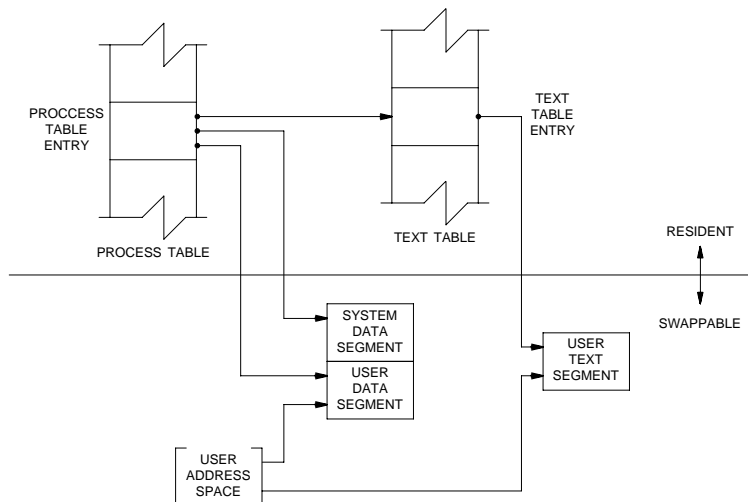 PROCCESS
TABLE
ENTRY
TEXT
TABLE
ENTRY
PROCESS TABLE
TEXT TABLE
RESIDENT
SWAPPABLE
SYSTEM
DATA
SEGMENT
USER
DATA
SEGMENT
USER
TEXT
SEGMENT
USER
ADDRESS
SPACE